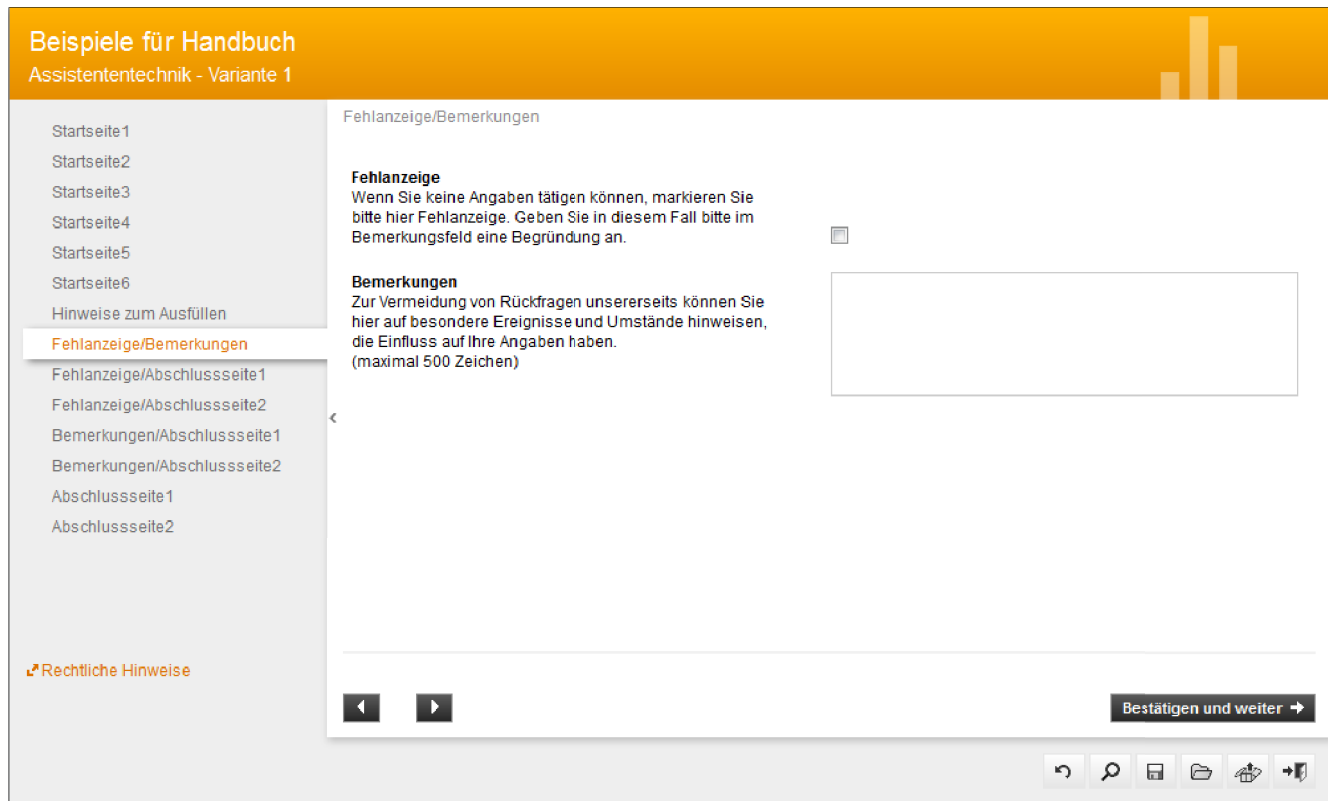 Beispiele für Handbuch
Assistententechnik - Variante 1
Startseite1
Startseite2
Startseite3
Startseite4
Startseite5
Startseite6
Hinweise zum Ausfüllen
Fehlanzeige/Bemerkungen
Fehlanzeige/Abschlussseite1
Fehlanzeige/Abschlussseite2
Bemerkungen/Abschlussseite1
Bemerkungen/Abschlussseite2
Abschlussseite1
Abschlussseite2
Rechtliche Hinweise
Fehlanzeige/Bemerkungen
Fehlanzeige
Wenn Sie keine Angaben tätigen können, markieren Sie
bitte hier Fehlanzeige. Geben Sie in diesem Fall bitte im
Bemerkungsfeld eine Begründung an.
Bemerkungen
Zur Vermeidung von Rückfragen unsererseits können Sie
hier auf besondere Ereignisse und Umstände hinweisen,
die Einfluss auf Ihre Angaben haben.
(maximal 500 Zeichen)
Bestätigen und weiter